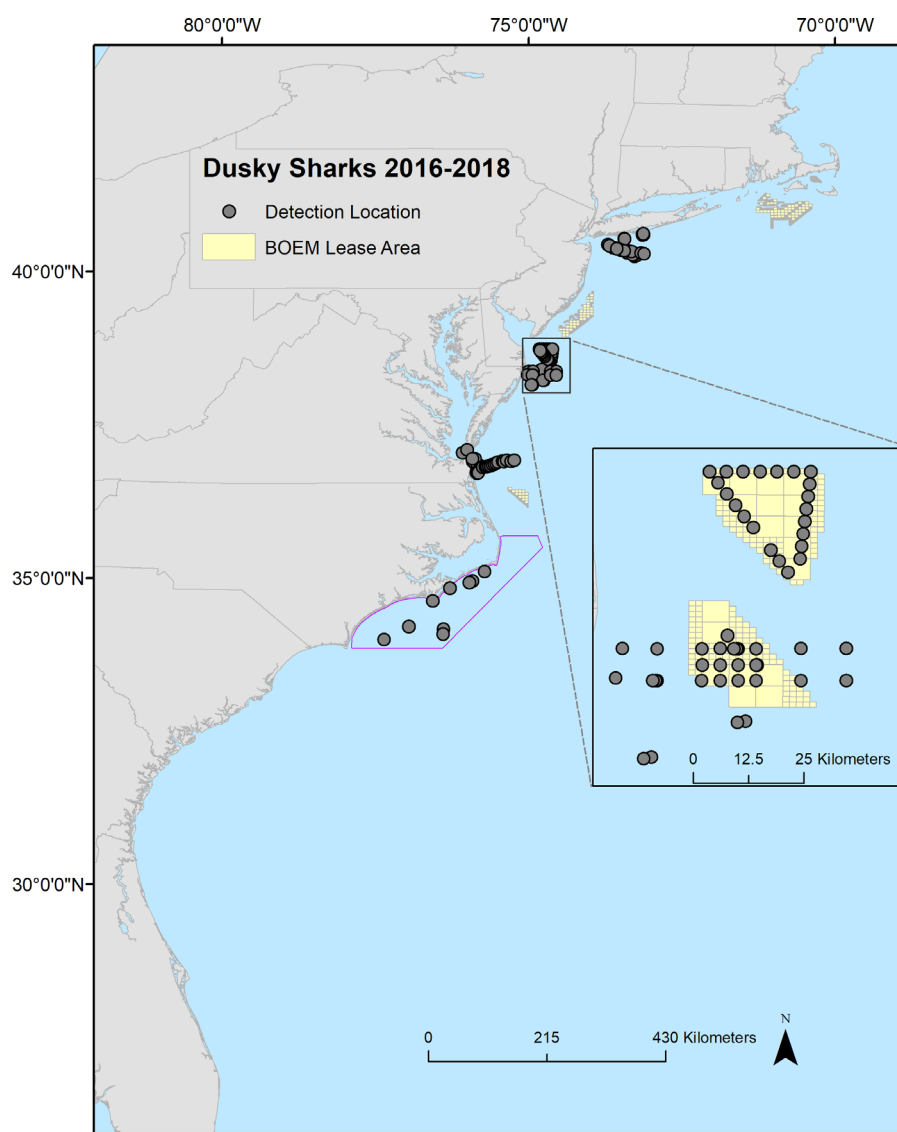 80°0'0"W 75°0'0"W 70°0'0"W
Dusky Sharks 2016-2018
Detection Location
BOEM Lease Area
40°0'0"N
35°0'0"N
0 12.5 25 Kilometers
30°0'0"N
N
0 215 430 Kilometers